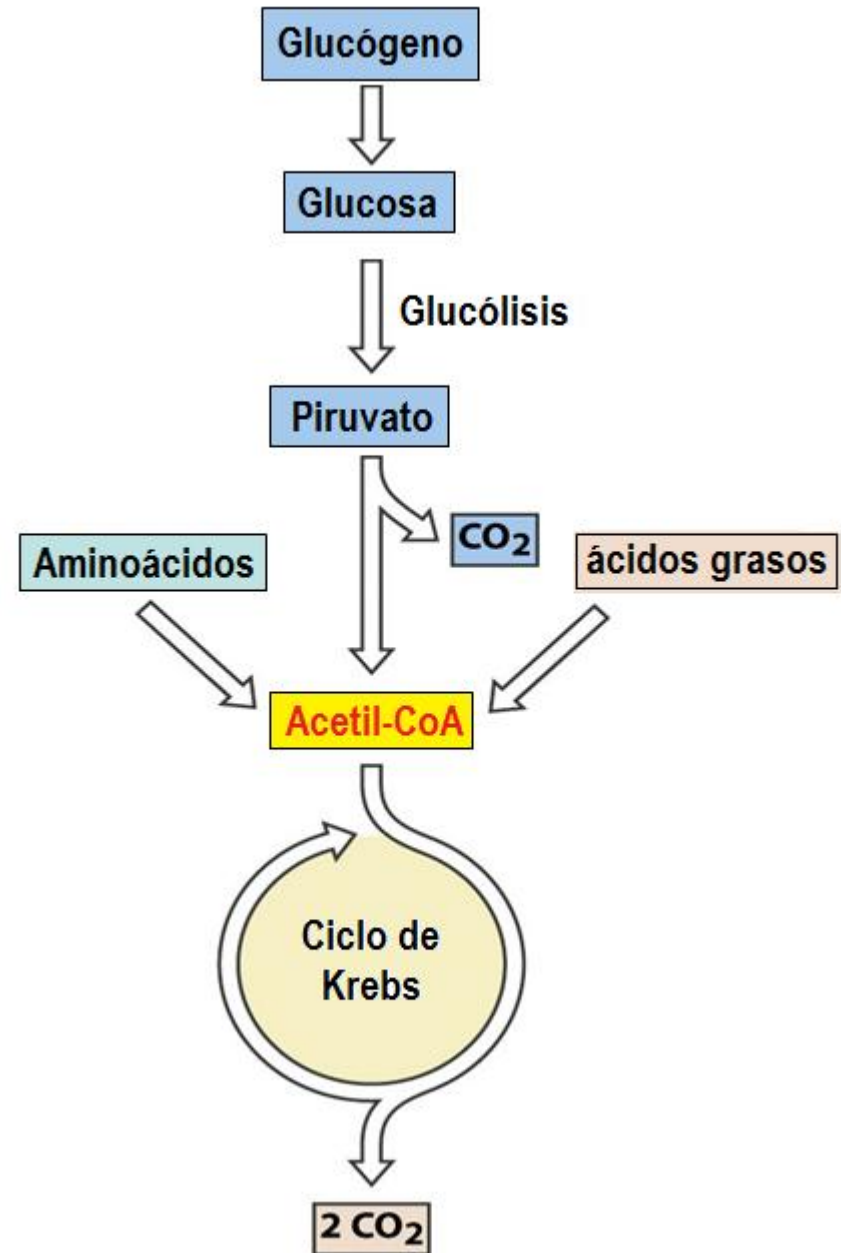 Glucógeno
Glucosa
Glucólisis
Piruvato
CO₂
Aminoácidos
ácidos grasos
Acetil-CoA
Ciclo de
Krebs
2 CO₂